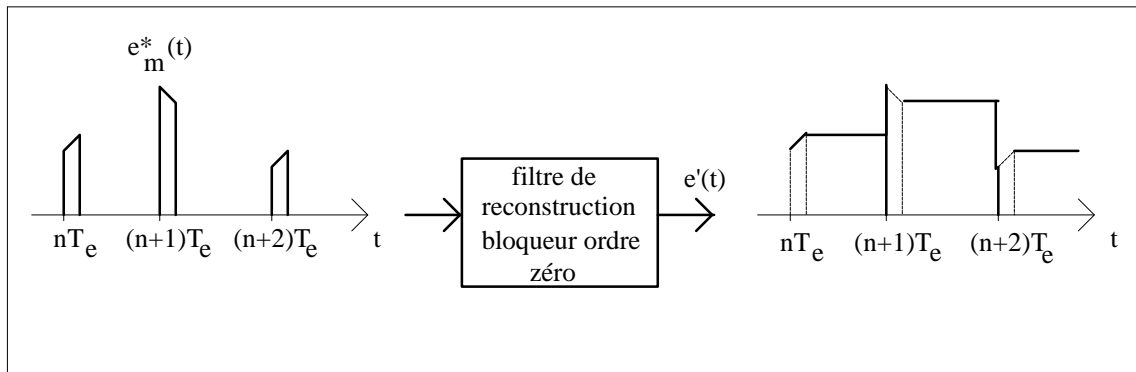 e*m(t)
nTe (n+1)Te (n+2)Te t
filtre de
reconstruction
bloqueur ordre
zéro
e'(t)
nTe (n+1)Te (n+2)Te t